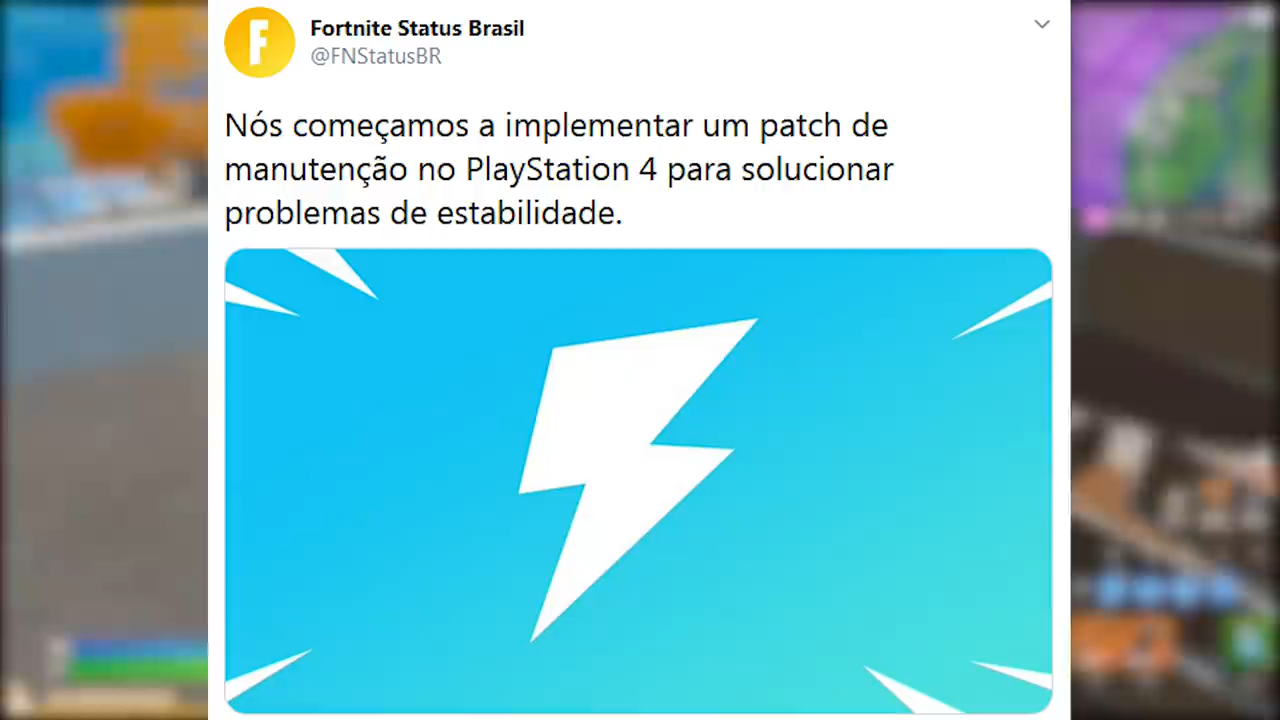 Fortnite Status Brasil
@FNStatusBR
Nós começamos a implementar um patch de
manutenção no PlayStation 4 para solucionar
problemas de estabilidade.